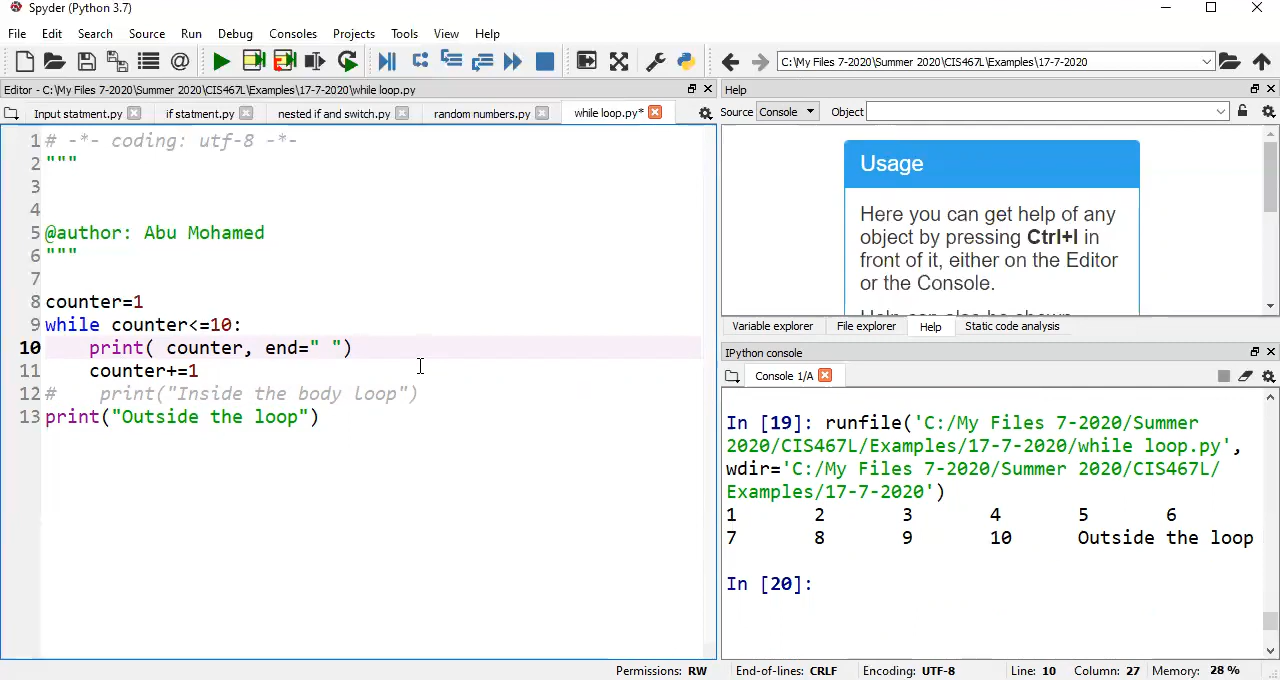 Spyder (Python 3.7)
File Edit Search Source Run Debug Consoles Projects Tools View Help
C:\My Files 7-2020\Summer 2020\CIS467L\Examples\17-7-2020
Editor - C:\My Files 7-2020\Summer 2020\CIS467L\Examples\17-7-2020\while loop.py
Help
Input statment.py if statment.py nested if and switch.py random numbers.py while loop.py*
Source Console Object
1 # -*- coding: utf-8 -*-
2 """
3
4
5 @author: Abu Mohamed
6 """
7
8 counter=1
9 while counter<=10:
10     print( counter, end=" ")
11     counter+=1
12 #    print("Inside the body loop")
13 print("Outside the loop")
Usage
Here you can get help of any
object by pressing Ctrl+I in
front of it, either on the Editor
or the Console.
Help can also be shown
Variable explorer File explorer Help Static code analysis
IPython console
Console 1/A
In [19]: runfile('C:/My Files 7-2020/Summer
2020/CIS467L/Examples/17-7-2020/while loop.py',
wdir='C:/My Files 7-2020/Summer 2020/CIS467L/
Examples/17-7-2020')
1 2 3 4 5 6
7 8 9 10 Outside the loop
In [20]:
Permissions: RW End-of-lines: CRLF Encoding: UTF-8 Line: 10 Column: 27 Memory: 28 %